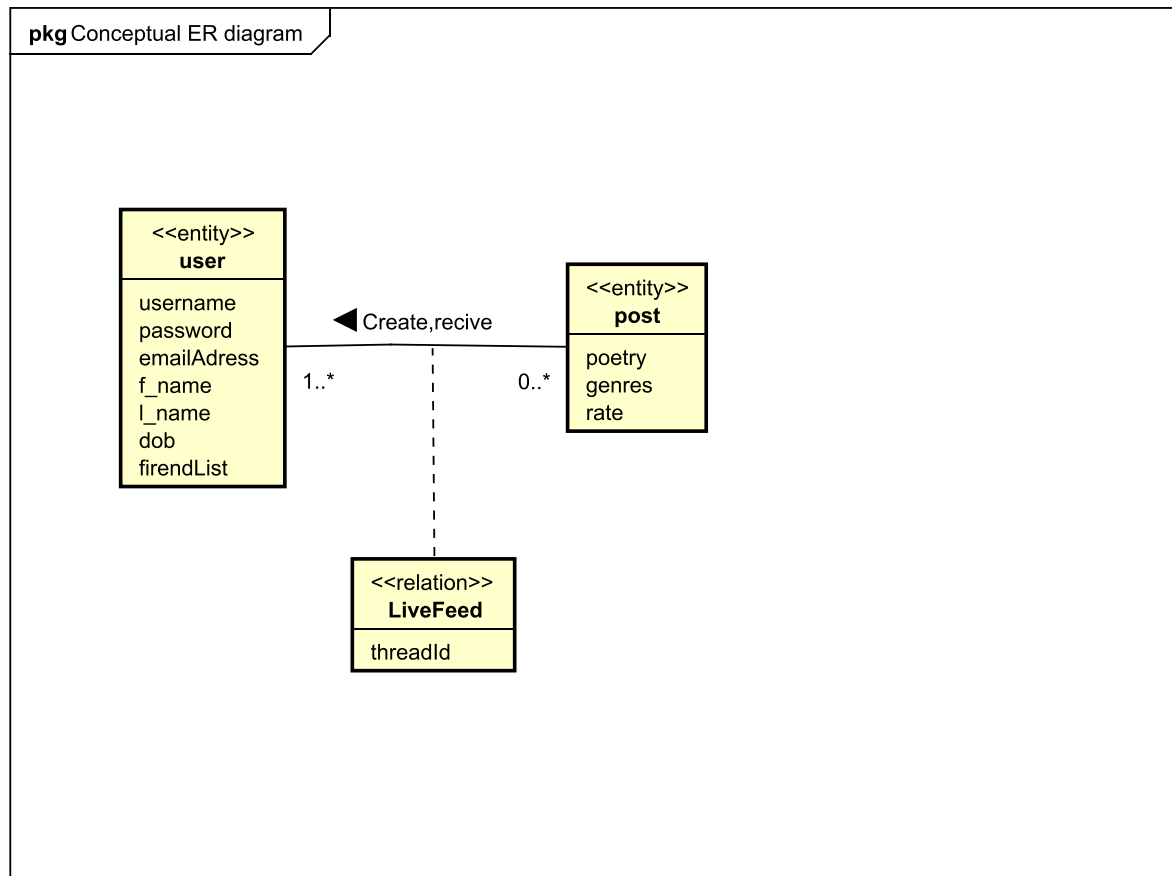 pkg Conceptual ER diagram
<<entity>>
user
username
password
emailAdress
f_name
l_name
dob
firendList
Create,recive
1..*
0..*
<<entity>>
post
poetry
genres
rate
<<relation>>
LiveFeed
threadId